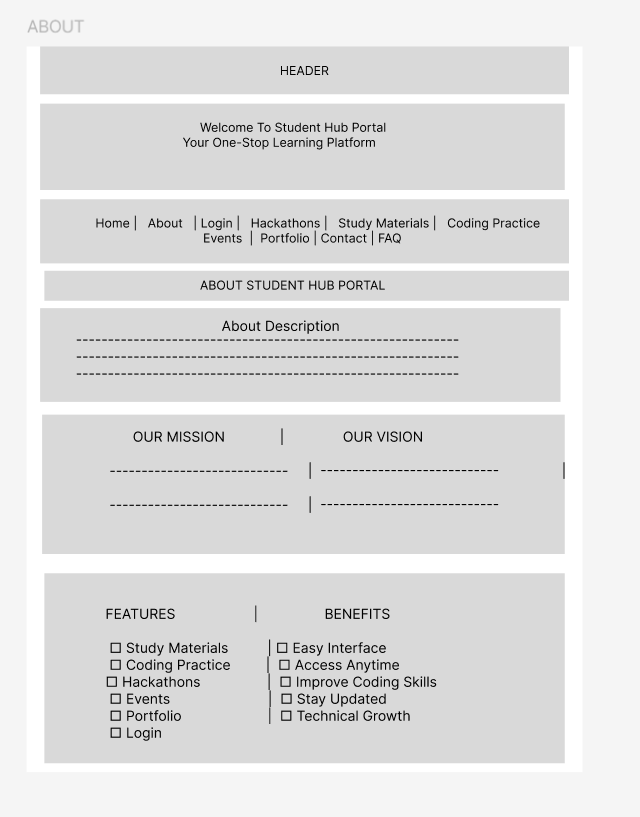 ABOUT
HEADER
Welcome To Student Hub Portal
Your One-Stop Learning Platform
Home | About | Login | Hackathons | Study Materials | Coding Practice
Events | Portfolio | Contact | FAQ
ABOUT STUDENT HUB PORTAL
About Description
------------------------------------------------------------
------------------------------------------------------------
------------------------------------------------------------
OUR MISSION | OUR VISION
---------------------------- | ---------------------------- |
---------------------------- | ----------------------------
FEATURES | BENEFITS
☐ Study Materials | ☐ Easy Interface
☐ Coding Practice | ☐ Access Anytime
☐ Hackathons | ☐ Improve Coding Skills
☐ Events | ☐ Stay Updated
☐ Portfolio | ☐ Technical Growth
☐ Login